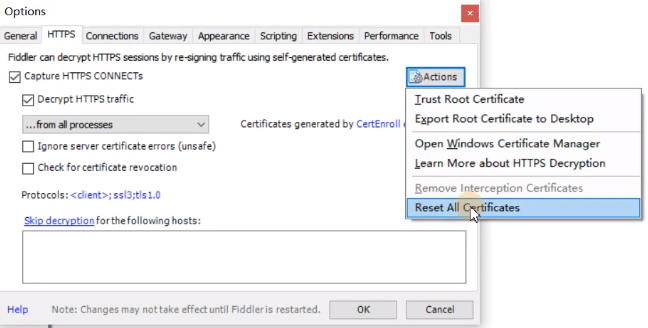 Options
General HTTPS Connections Gateway Appearance Scripting Extensions Performance Tools
Fiddler can decrypt HTTPS sessions by re-signing traffic using self-generated certificates.
Capture HTTPS CONNECTs
Actions
Decrypt HTTPS traffic
...from all processes
Certificates generated by CertEnroll
Ignore server certificate errors (unsafe)
Check for certificate revocation
Protocols: <client>; ssl3;tls1.0
Skip decryption for the following hosts:
Trust Root Certificate
Export Root Certificate to Desktop
Open Windows Certificate Manager
Learn More about HTTPS Decryption
Remove Interception Certificates
Reset All Certificates
Help Note: Changes may not take effect until Fiddler is restarted. OK Cancel